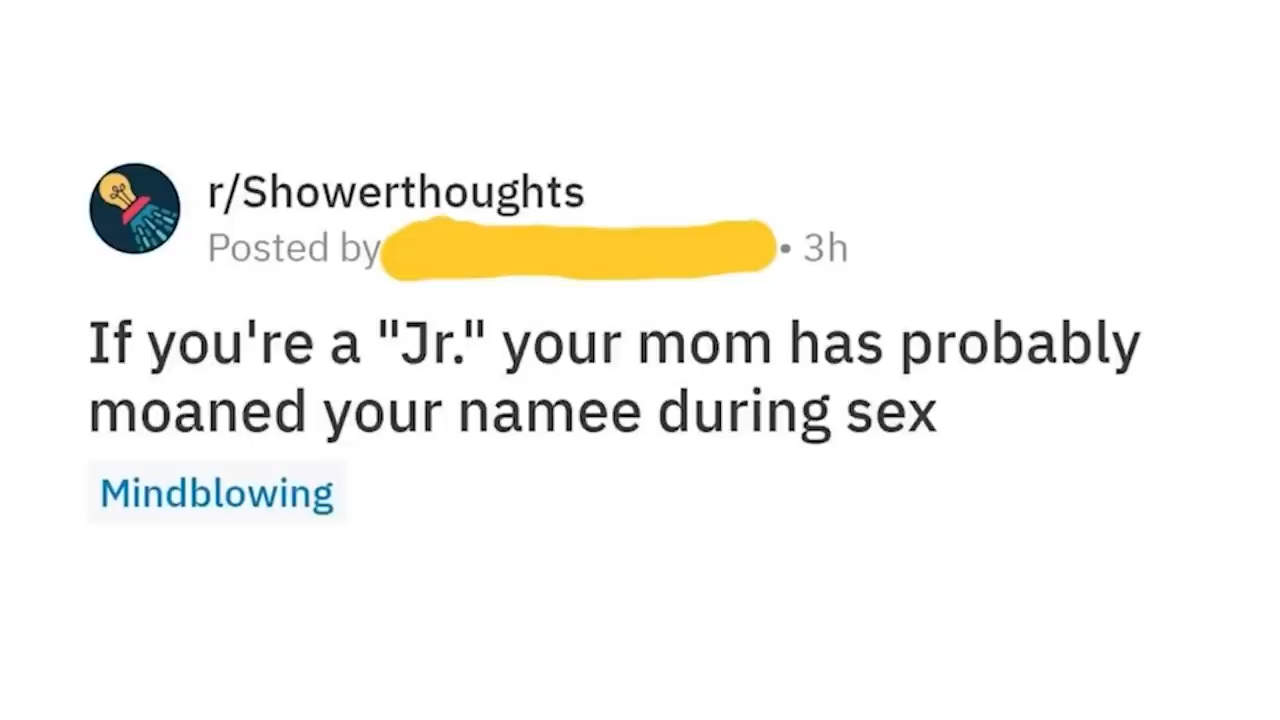 r/Showerthoughts
Posted by • 3h
If you're a "Jr." your mom has probably
moaned your namee during sex
Mindblowing